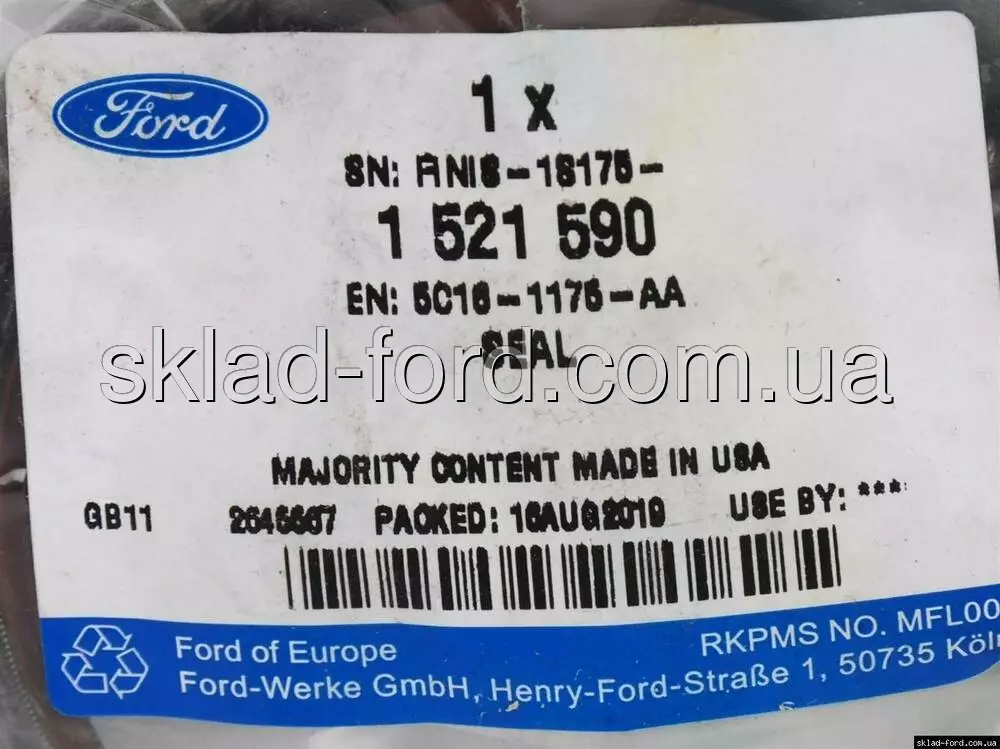 Ford
1 x
SN: RNIS-1S175-
1 521 590
EN: 5C16-1175-AA
SEAL
sklad-ford.com.ua
MAJORITY CONTENT MADE IN USA
GB11 PACKED: 16AUG2019 USE BY: ***
Ford of Europe RKPMS NO. MFL00
Ford-Werke GmbH, Henry-Ford-Straße 1, 50735 Köln
sklad-ford.com.ua